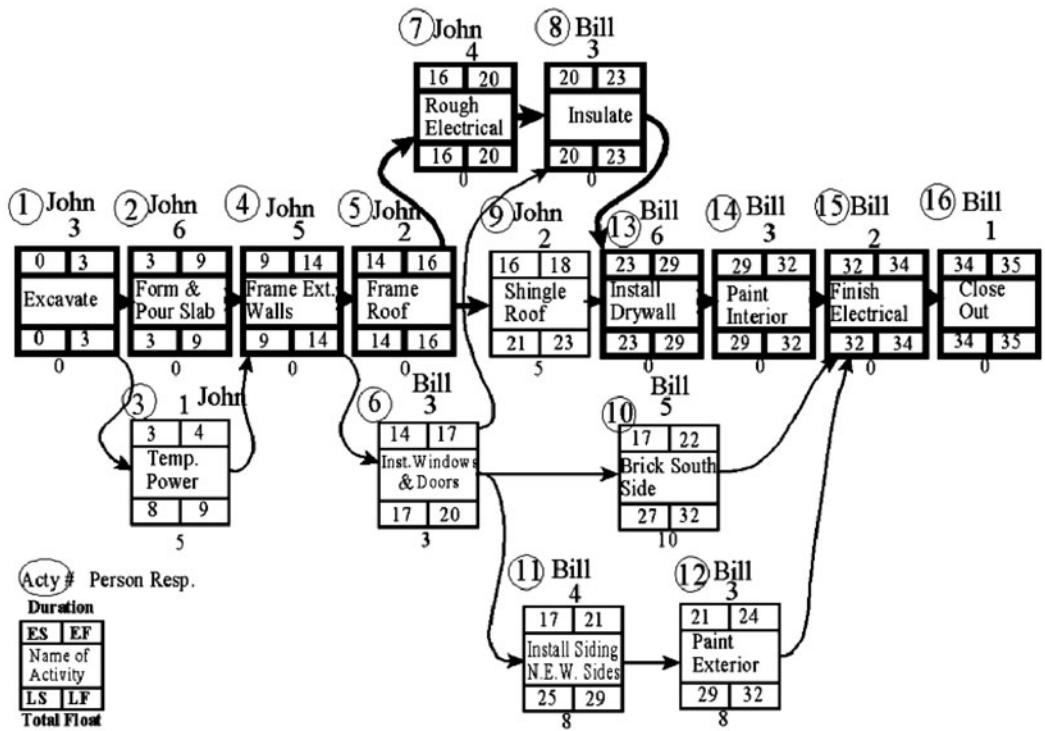 7 John
4
16 20
Rough
Electrical
16 20
0
8 Bill
3
20 23
Insulate
20 23
0
1 John
3
0 3
Excavate
0 3
0
2 John
6
3 9
Form &
Pour Slab
3 9
0
4 John
5
9 14
Frame Ext.
Walls
9 14
0
5 John
2
14 16
Frame
Roof
14 16
0
9 John
2
16 18
Shingle
Roof
21 23
5
13 Bill
6
23 29
Install
Drywall
23 29
0
14 Bill
3
29 32
Paint
Interior
29 32
0
15 Bill
2
32 34
Finish
Electrical
32 34
0
16 Bill
1
34 35
Close
Out
34 35
0
3 John
1
3 4
Temp.
Power
8 9
5
6 Bill
3
14 17
Inst.Windows
& Doors
17 20
3
10 Bill
5
17 22
Brick South
Side
27 32
10
11 Bill
4
17 21
Install Siding
N.E.W. Sides
25 29
8
12 Bill
3
21 24
Paint
Exterior
29 32
8
Acty # Person Resp.
Duration
ES EF
Name of
Activity
LS LF
Total Float